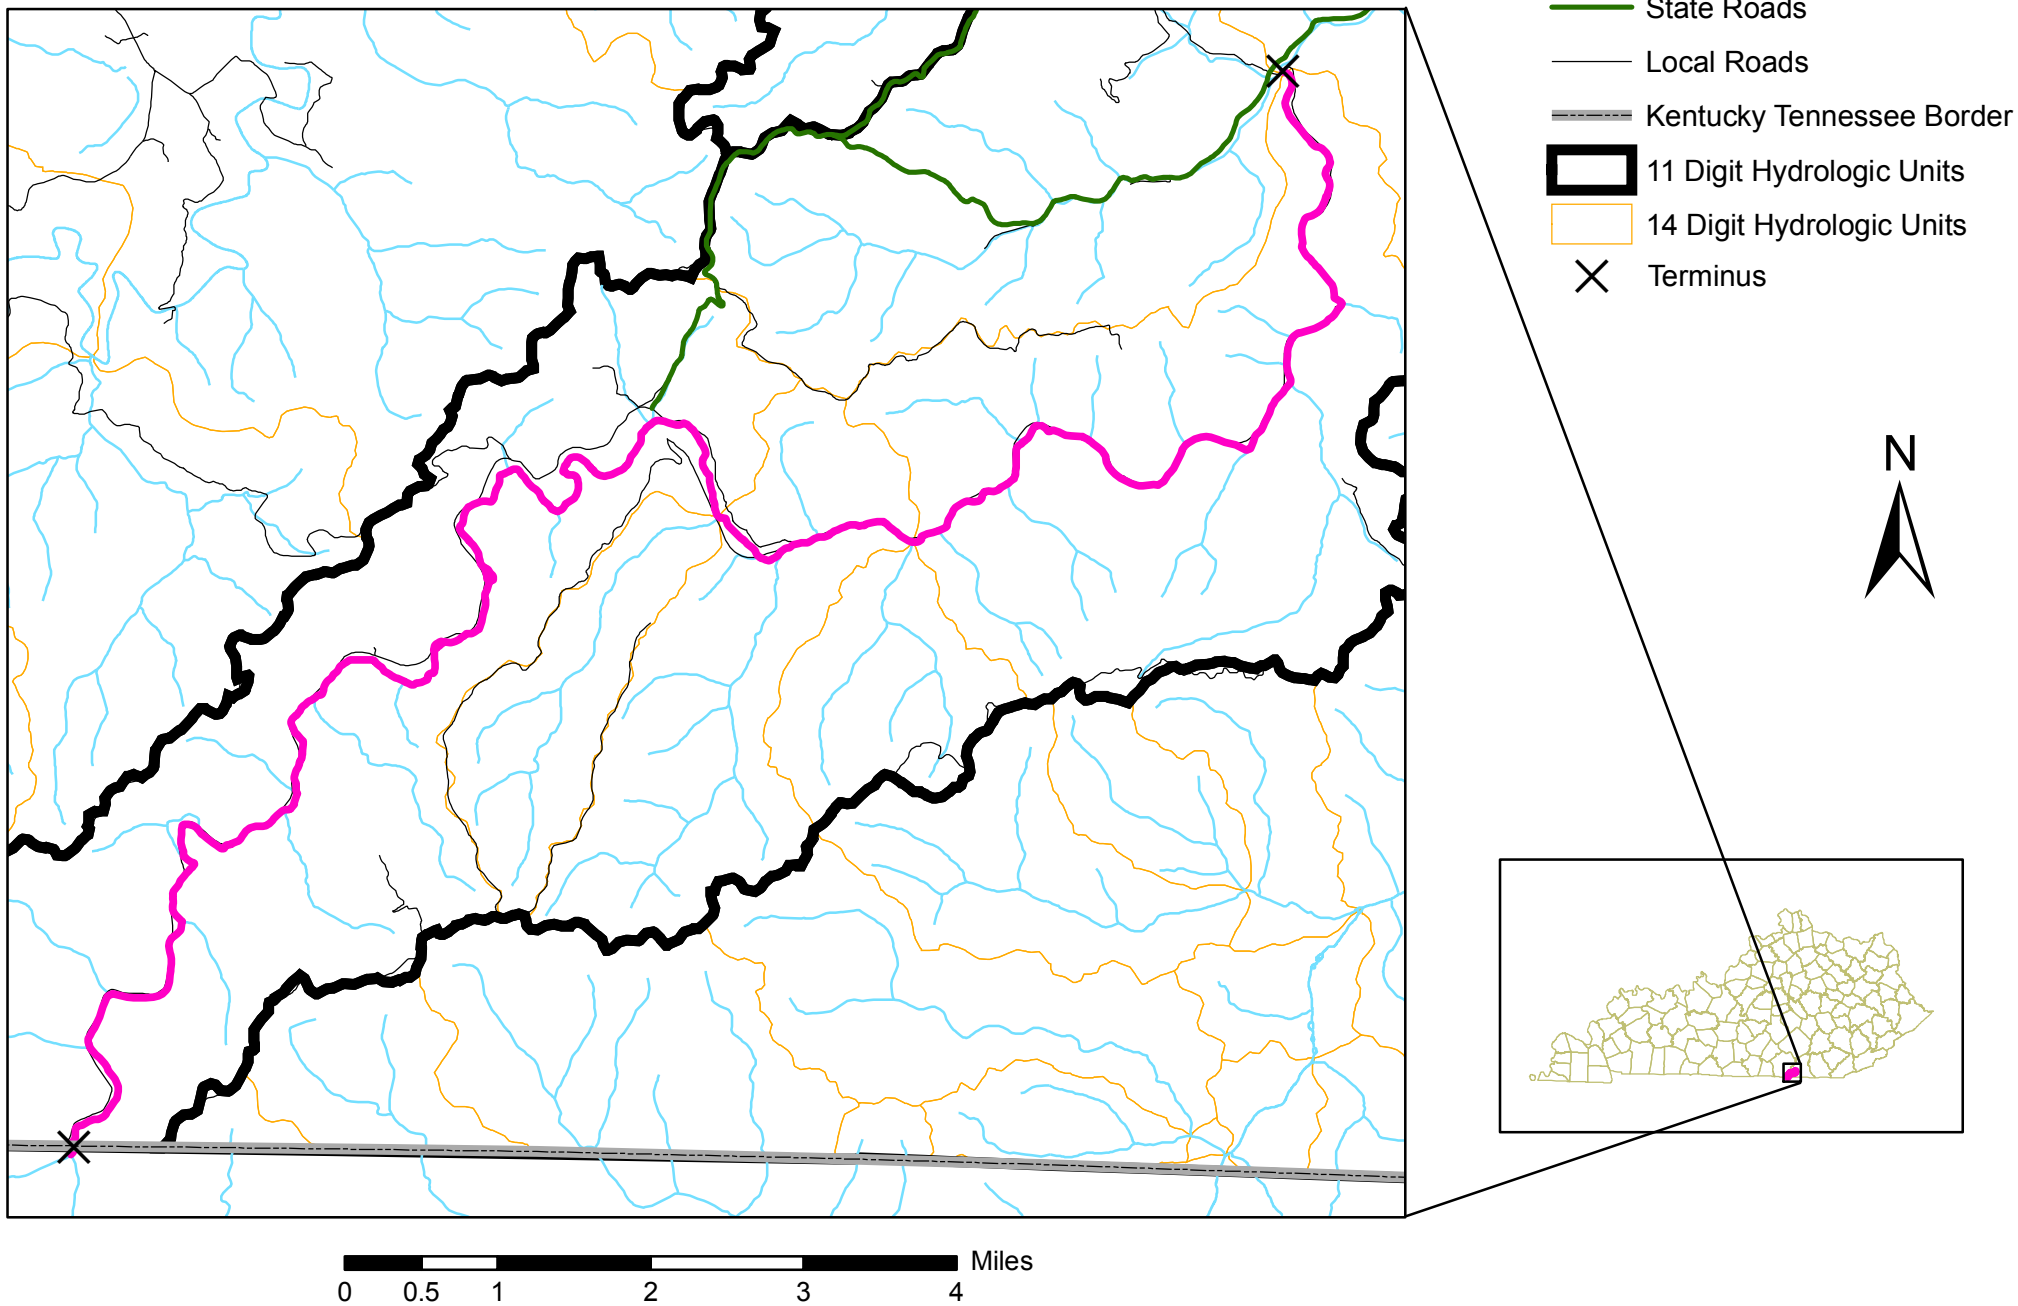 State Roads
Local Roads
Kentucky Tennessee Border
11 Digit Hydrologic Units
14 Digit Hydrologic Units
Terminus
N
Miles
0 0.5 1 2 3 4